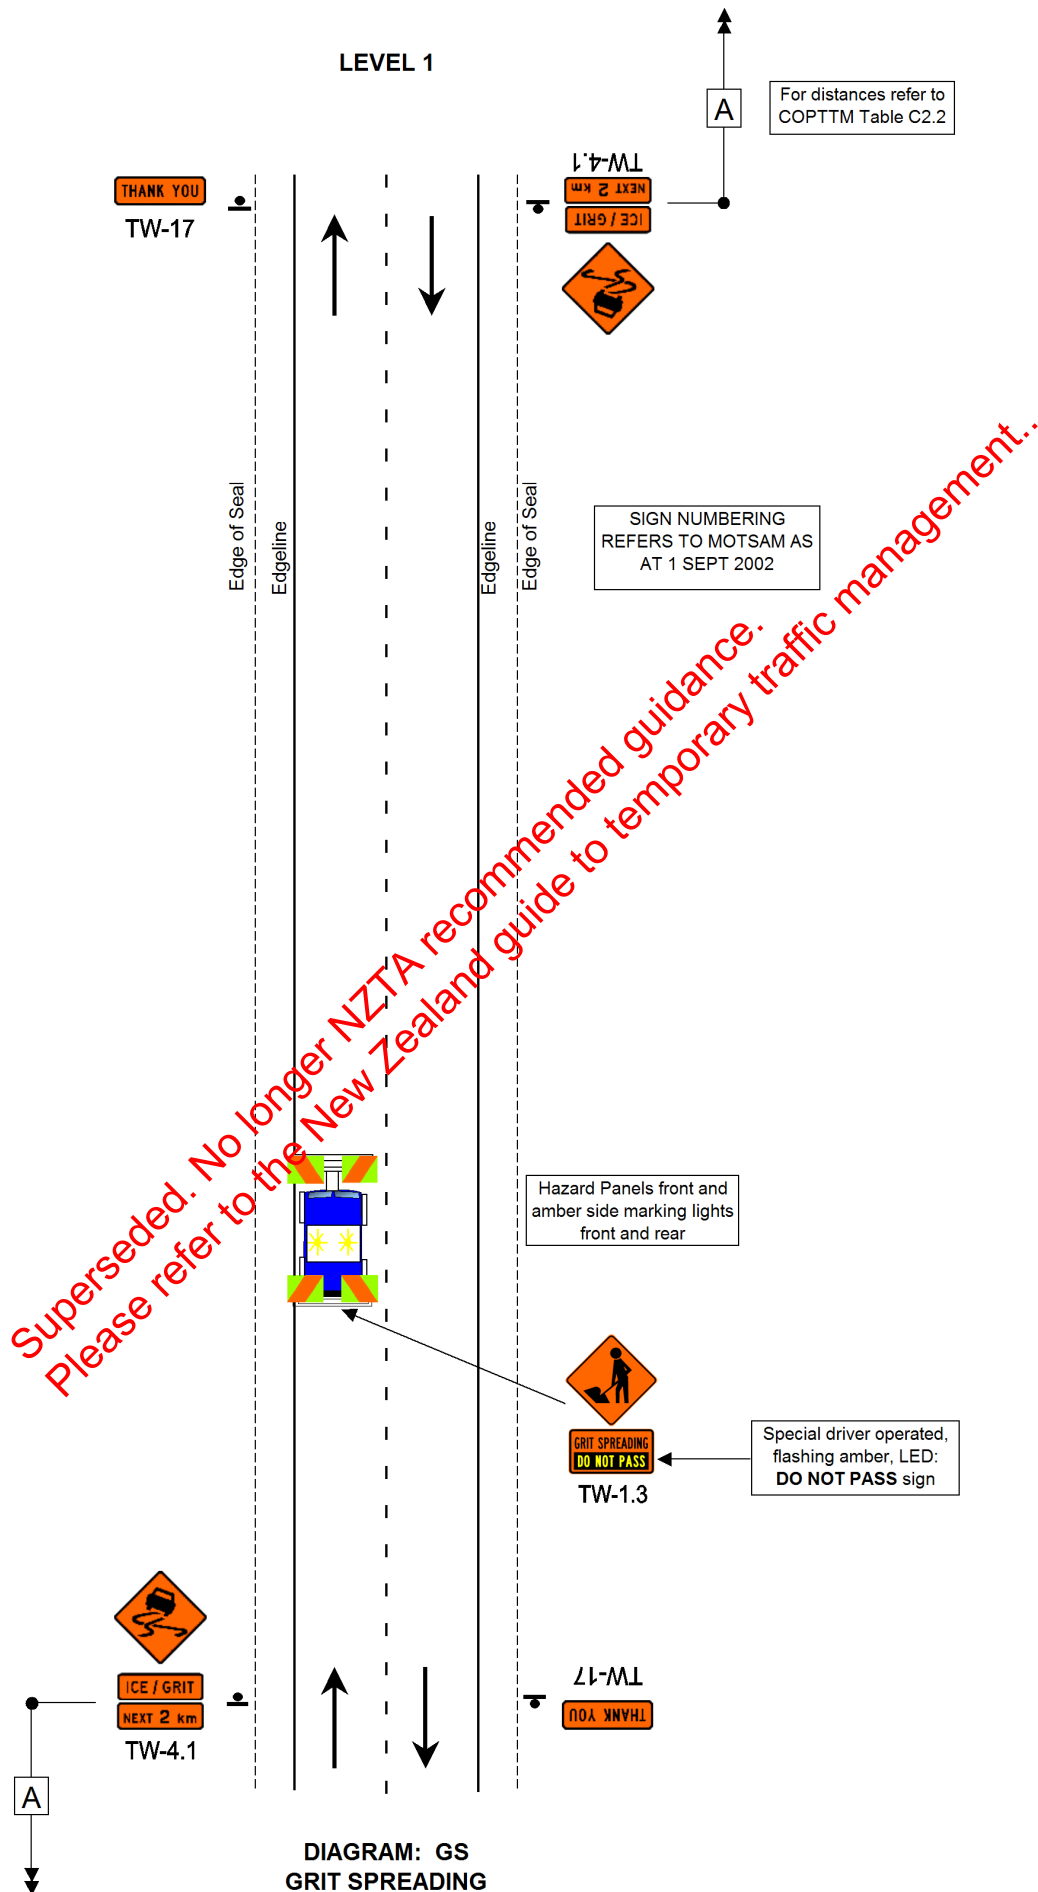 LEVEL 1
A
For distances refer to
COPTTM Table C2.2
THANK YOU
TW-17
TW-4.1
NEXT 2 km
ICE / GRIT
Edge of Seal
Edgeline
Edgeline
Edge of Seal
SIGN NUMBERING
REFERS TO MOTSAM AS
AT 1 SEPT 2002
Superseded. No longer NZTA recommended guidance.
Please refer to the New Zealand guide to temporary traffic management..
Hazard Panels front and
amber side marking lights
front and rear
GRIT SPREADING
DO NOT PASS
TW-1.3
Special driver operated,
flashing amber, LED:
DO NOT PASS sign
ICE / GRIT
NEXT 2 km
TW-4.1
TW-17
THANK YOU
A
DIAGRAM: GS
GRIT SPREADING